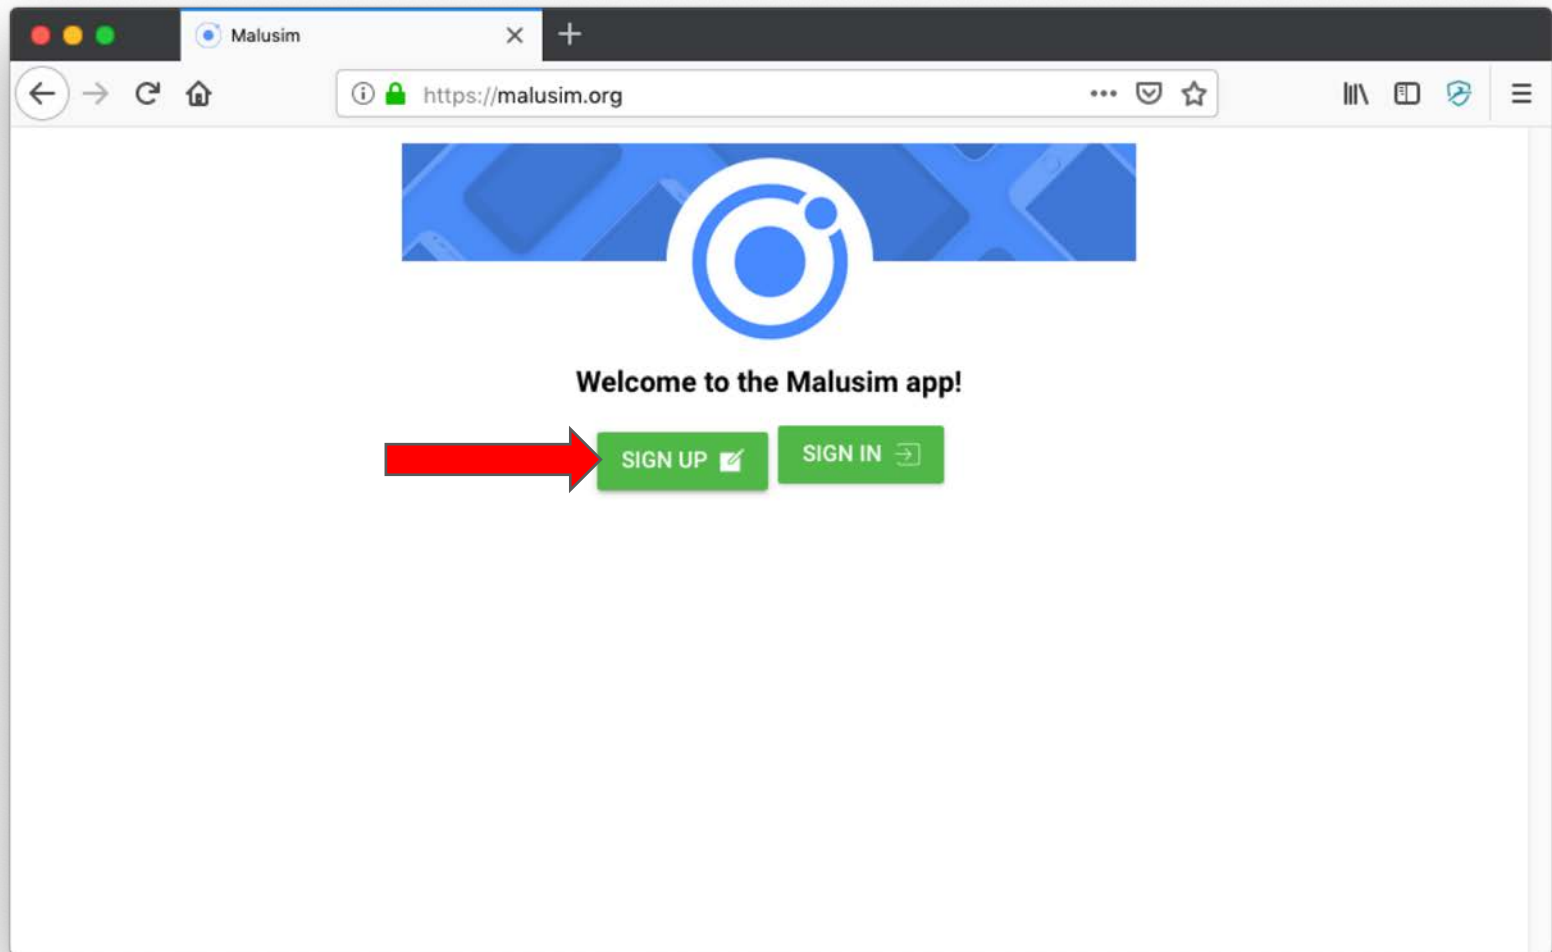 Malusim
https://malusim.org
Welcome to the Malusim app!
SIGN UP
SIGN IN